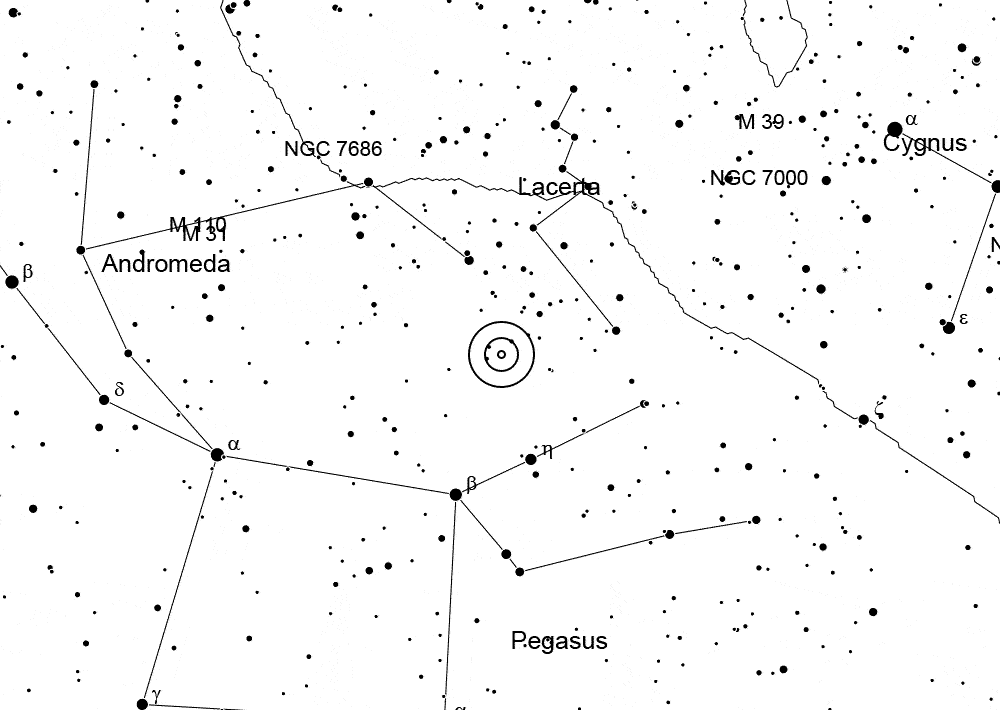 M 39
α
Cygnus
NGC 7686
NGC 7000
Lacerta
M 110
M 31
N
Andromeda
β
ε
δ
ζ
α
η
β
Pegasus
γ
α